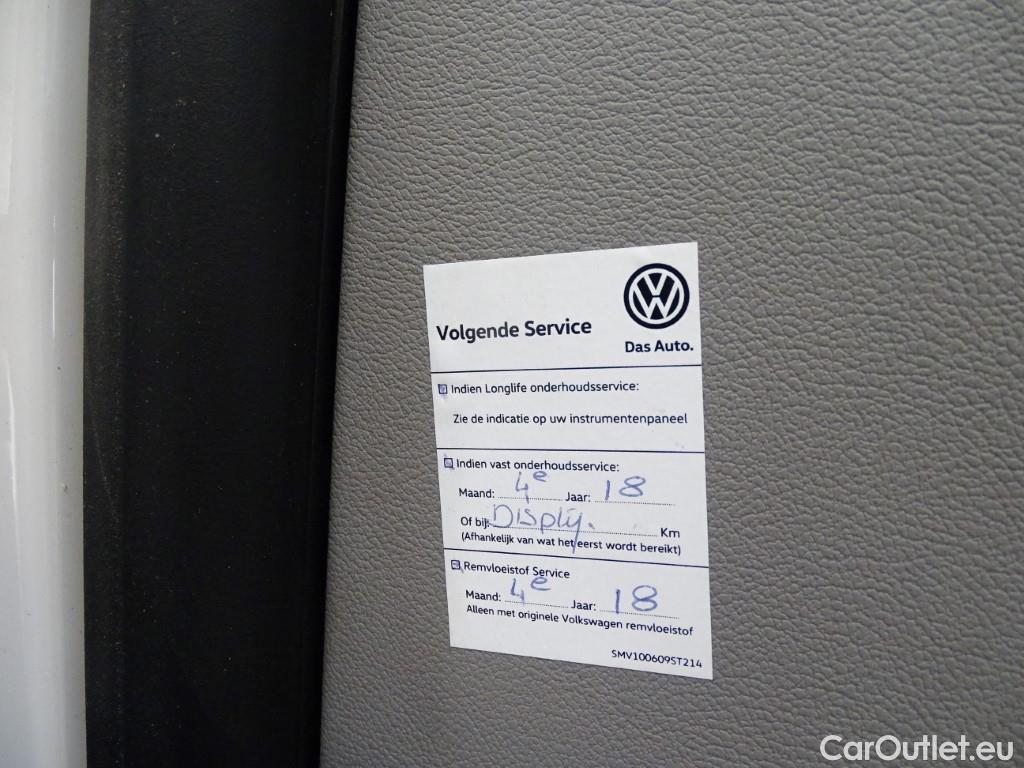 Volgende Service
Das Auto.
Indien Longlife onderhoudsservice:
Zie de indicatie op uw instrumentenpaneel
Indien vast onderhoudsservice:
Maand: 4e Jaar: 18
Of bij: Display. Km
(Afhankelijk van wat het eerst wordt bereikt)
Remvloeistof Service
Maand: 4e Jaar: 18
Alleen met originele Volkswagen remvloeistof
SMV100609ST214
CarOutlet.eu